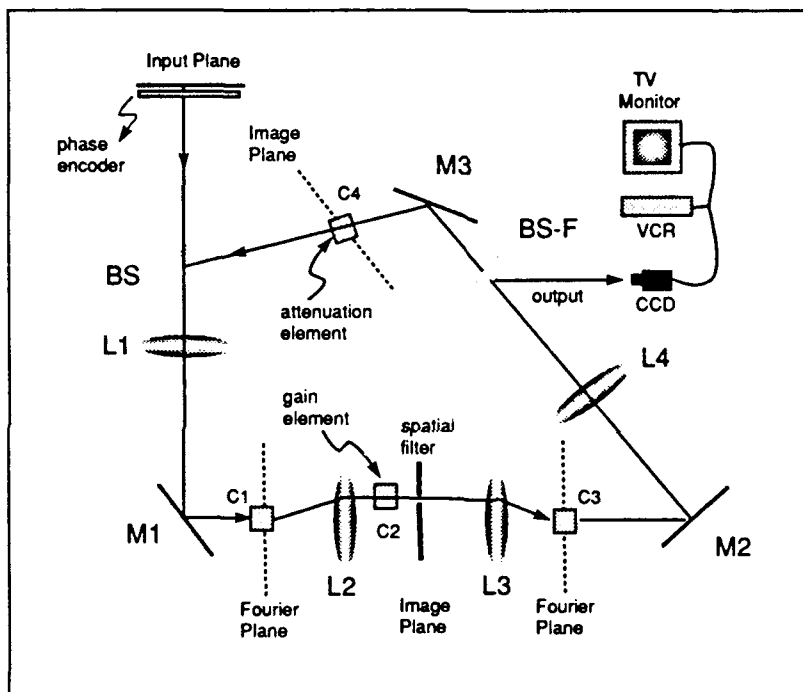 Input Plane
phase
encoder
Image
Plane
C4
M3
TV
Monitor
BS-F
VCR
BS
attenuation
element
output
CCD
L1
L4
gain
element
spatial
filter
C1
C3
M1
C2
M2
L2
L3
Fourier
Plane
Image
Plane
Fourier
Plane